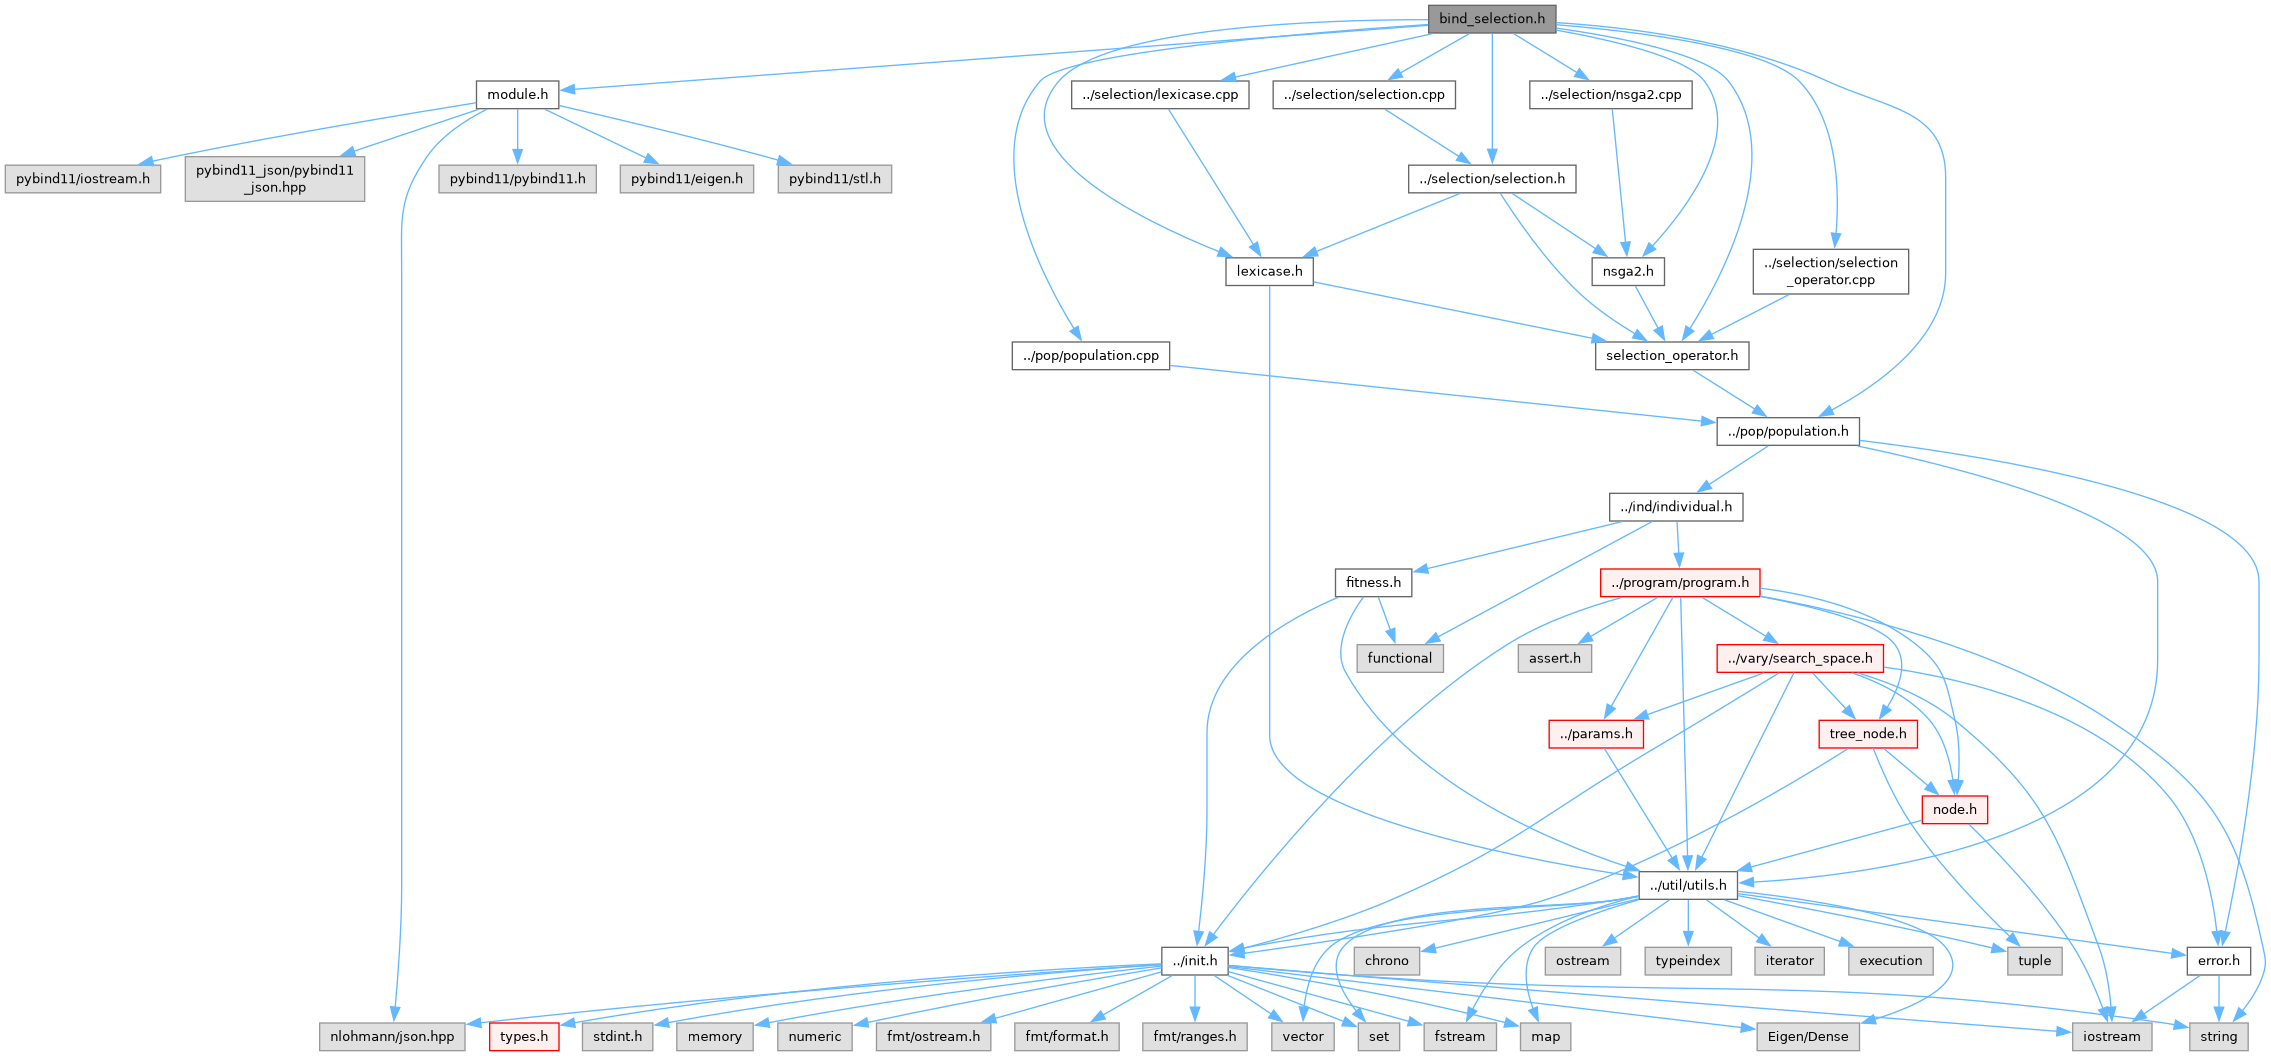 bind_selection.h
module.h
../selection/lexicase.cpp
../selection/selection.cpp
../selection/nsga2.cpp
pybind11/iostream.h
pybind11_json/pybind11
_json.hpp
pybind11/pybind11.h
pybind11/eigen.h
pybind11/stl.h
../selection/selection.h
lexicase.h
nsga2.h
../selection/selection
_operator.cpp
../pop/population.cpp
selection_operator.h
../pop/population.h
../ind/individual.h
fitness.h
../program/program.h
functional
assert.h
../vary/search_space.h
../params.h
tree_node.h
node.h
../util/utils.h
../init.h
chrono
ostream
typeindex
iterator
execution
tuple
error.h
nlohmann/json.hpp
types.h
stdint.h
memory
numeric
fmt/ostream.h
fmt/format.h
fmt/ranges.h
vector
set
fstream
map
Eigen/Dense
iostream
string